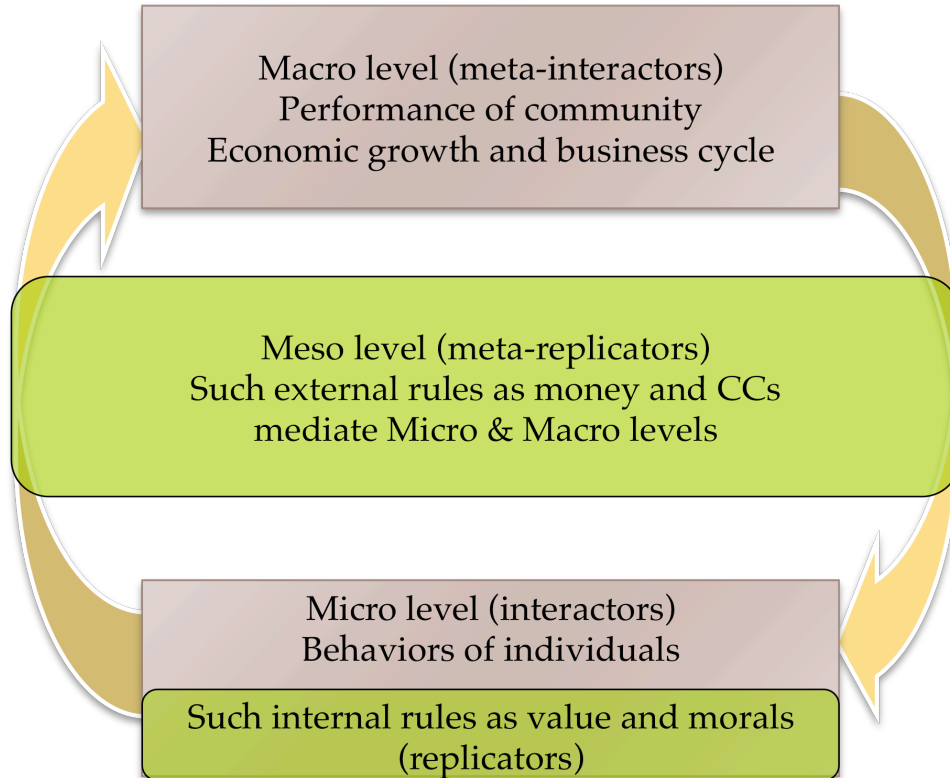 Macro level (meta-interactors)
Performance of community
Economic growth and business cycle
Meso level (meta-replicators)
Such external rules as money and CCs
mediate Micro & Macro levels
Micro level (interactors)
Behaviors of individuals
Such internal rules as value and morals
(replicators)